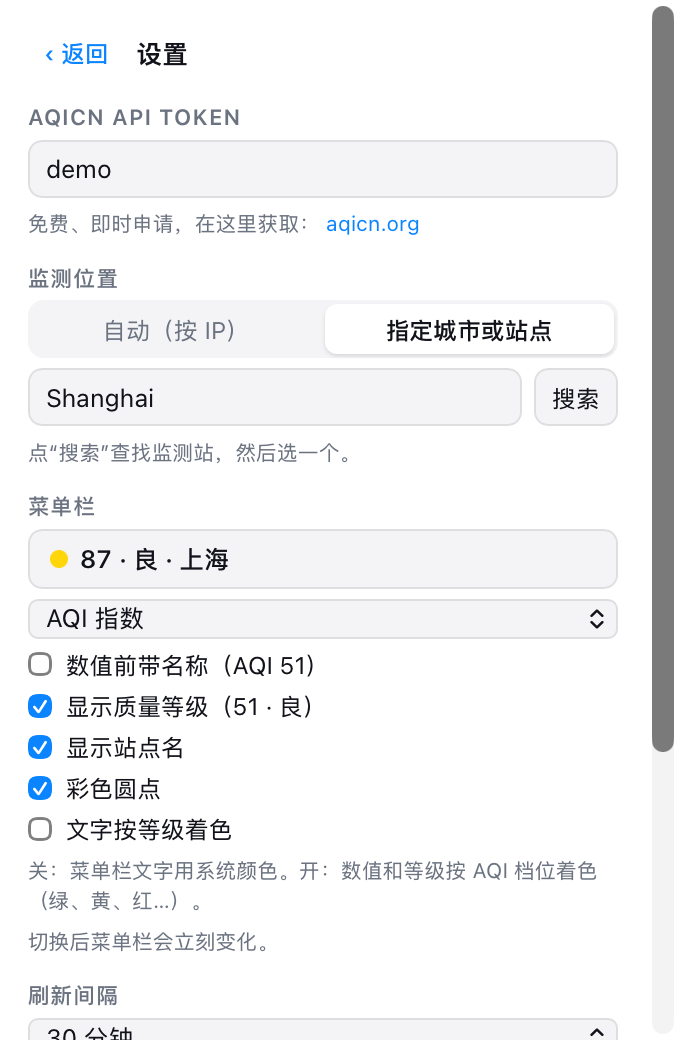 ‹ 返回 设置
AQICN API TOKEN
demo
免费、即时申请，在这里获取： aqicn.org
监测位置
自动（按 IP） 指定城市或站点
Shanghai 搜索
点“搜索”查找监测站，然后选一个。
菜单栏
87 · 良 · 上海
AQI 指数
数值前带名称（AQI 51）
显示质量等级（51 · 良）
显示站点名
彩色圆点
文字按等级着色
关：菜单栏文字用系统颜色。开：数值和等级按 AQI 档位着色
（绿、黄、红…）。
切换后菜单栏会立刻变化。
刷新间隔
30 分钟